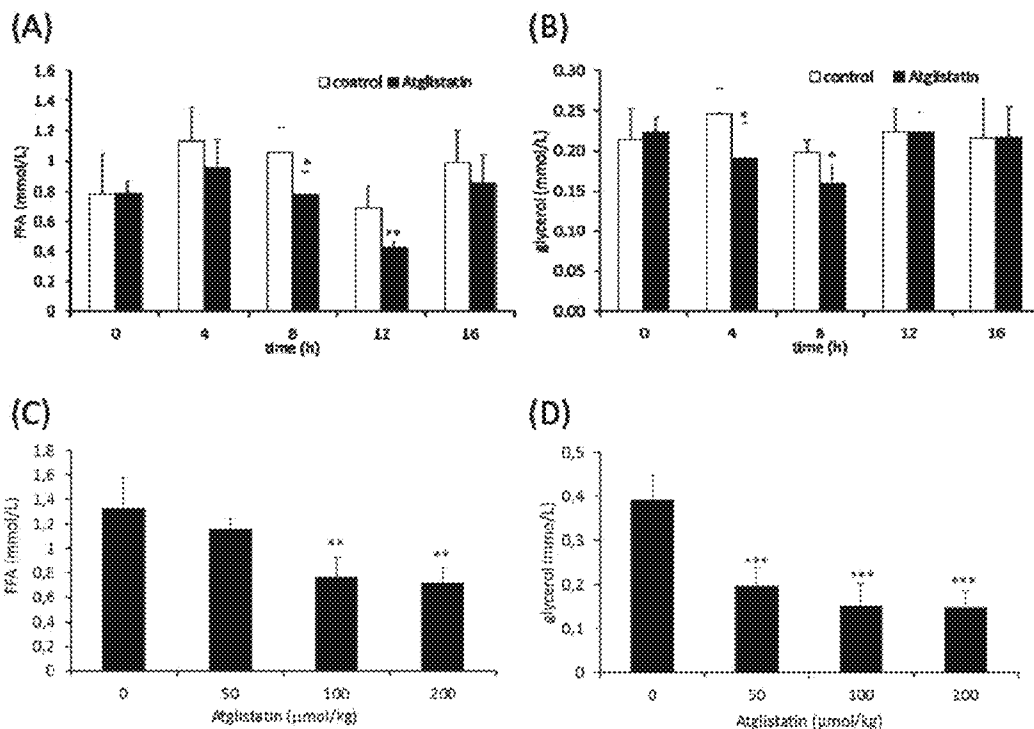 (A)
1.6
1.4
1.2
1
0.8
0.6
0.4
0.2
0
FFA (mmol/L)
control Atglistatin
**
0 4 8 12 16
time (h)
(B)
0.30
0.25
0.20
0.15
0.10
0.05
0.00
glycerol (mmol/L)
control Atglistatin
*
0 4 8 12 16
time (h)
(C)
1,8
1,6
1,4
1,2
1
0,8
0,6
0,4
0,2
0
FFA (mmol/L)
** **
0 50 100 200
Atglistatin (µmol/kg)
(D)
0,5
0,4
0,3
0,2
0,1
0
glycerol (mmo/L)
*** *** ***
0 50 100 200
Atglistatin (µmol/kg)